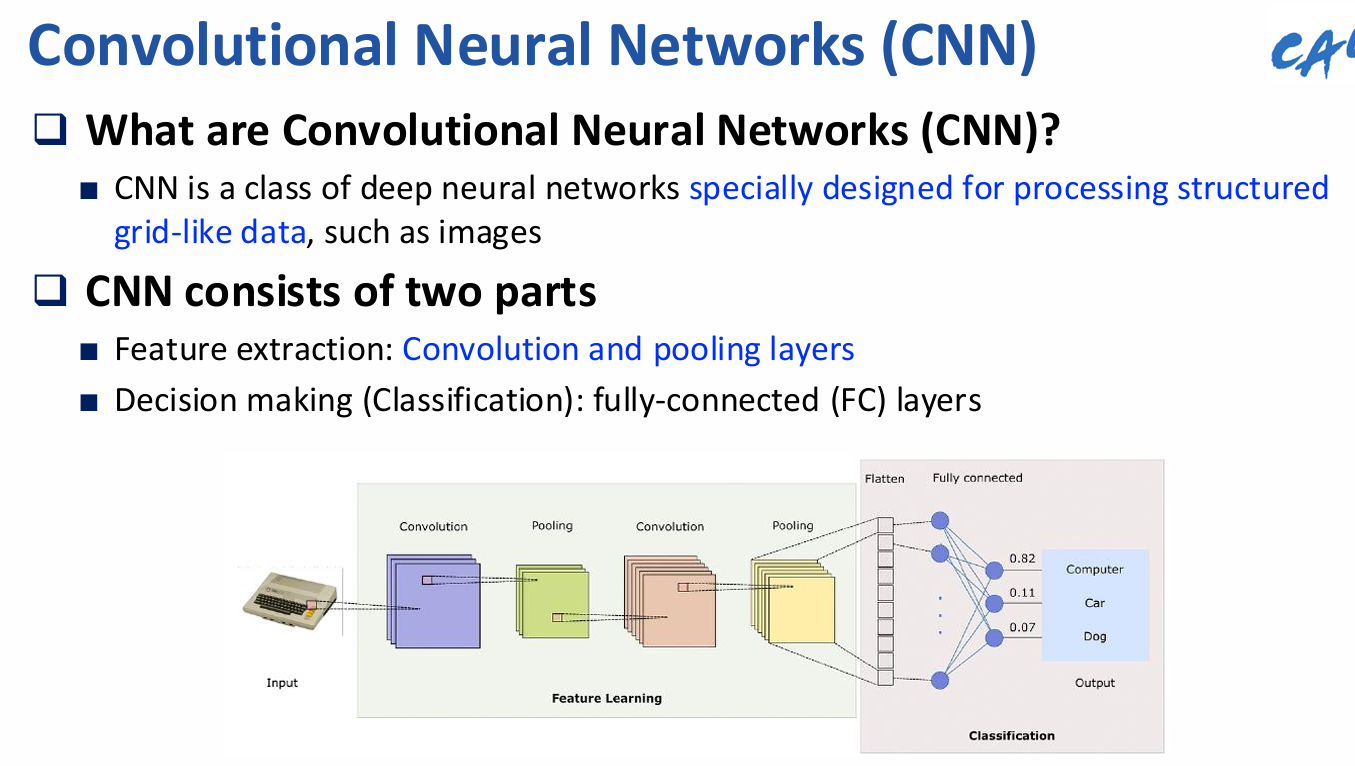 Convolutional Neural Networks (CNN)
What are Convolutional Neural Networks (CNN)?
CNN is a class of deep neural networks specially designed for processing structured
grid-like data, such as images
CNN consists of two parts
Feature extraction: Convolution and pooling layers
Decision making (Classification): fully-connected (FC) layers
Flatten
Fully connected
Convolution
Pooling
Convolution
Pooling
0.82
Computer
0.11
Car
0.07
Dog
Input
Output
Feature Learning
Classification